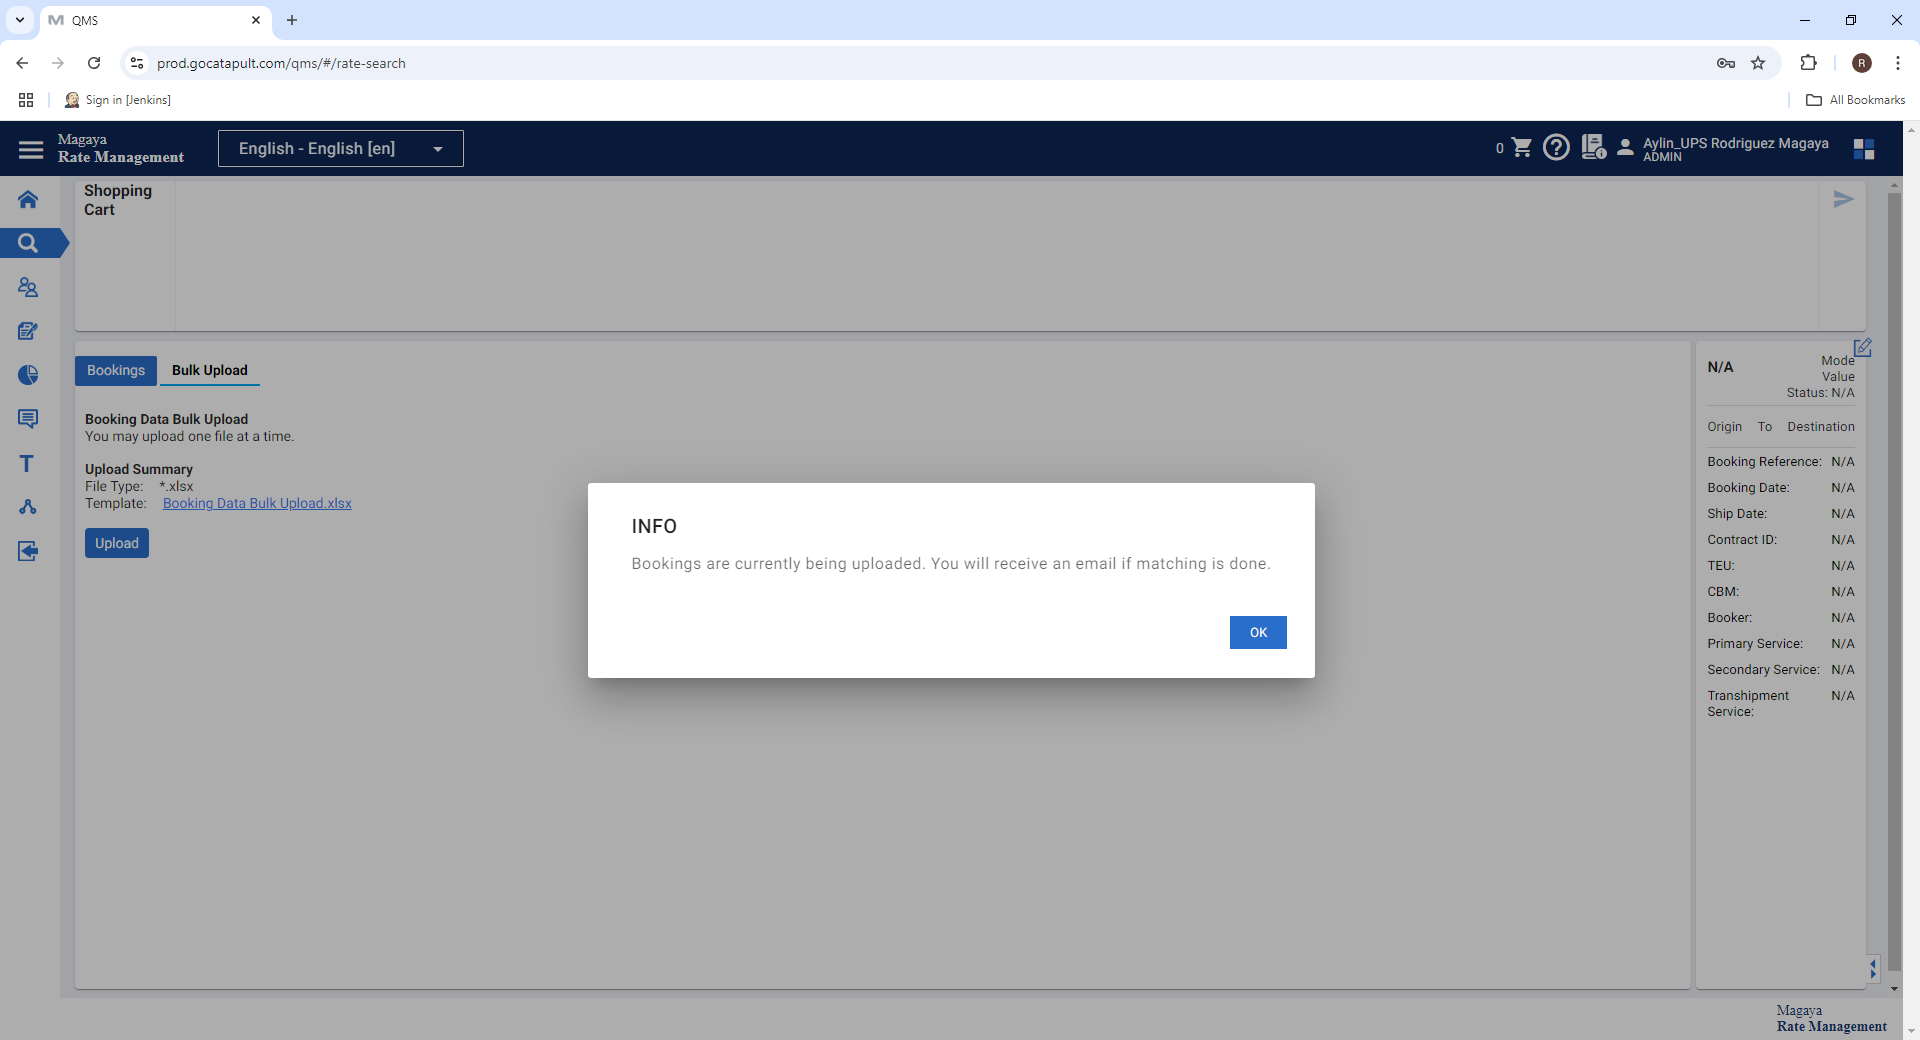 QMS
prod.gocatapult.com/qms/#/rate-search
R
Sign in [Jenkins]
All Bookmarks
Magaya
Rate Management
English - English [en]
0
Aylin_UPS Rodriguez Magaya
ADMIN
Shopping
Cart
Bookings
Bulk Upload
Booking Data Bulk Upload
You may upload one file at a time.
Upload Summary
File Type: *.xlsx
Template: Booking Data Bulk Upload.xlsx
Upload
INFO
Bookings are currently being uploaded. You will receive an email if matching is done.
OK
N/A
Mode
Value
Status: N/A
Origin To Destination
Booking Reference: N/A
Booking Date: N/A
Ship Date: N/A
Contract ID: N/A
TEU: N/A
CBM: N/A
Booker: N/A
Primary Service: N/A
Secondary Service: N/A
Transhipment N/A
Service:
Magaya
Rate Management